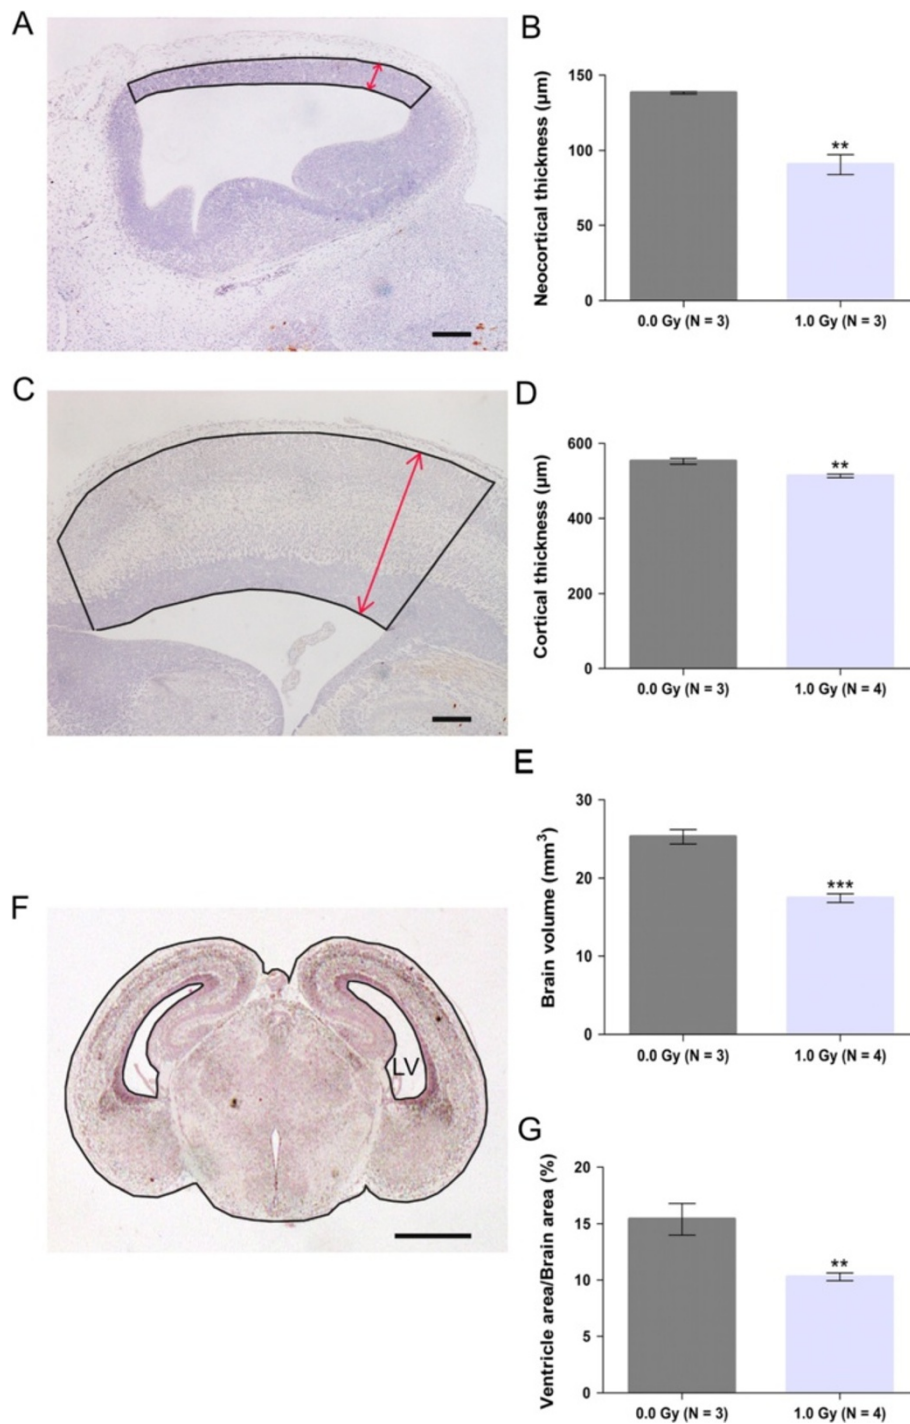 A
B
Neocortical thickness (µm)
150
100
50
0
**
0.0 Gy (N = 3)
1.0 Gy (N = 3)
C
D
Cortical thickness (µm)
600
400
200
0
**
0.0 Gy (N = 3)
1.0 Gy (N = 4)
E
Brain volume (mm³)
30
20
10
0
***
0.0 Gy (N = 3)
1.0 Gy (N = 4)
F
LV
G
Ventricle area/Brain area (%)
20
15
10
5
0
**
0.0 Gy (N = 3)
1.0 Gy (N = 4)